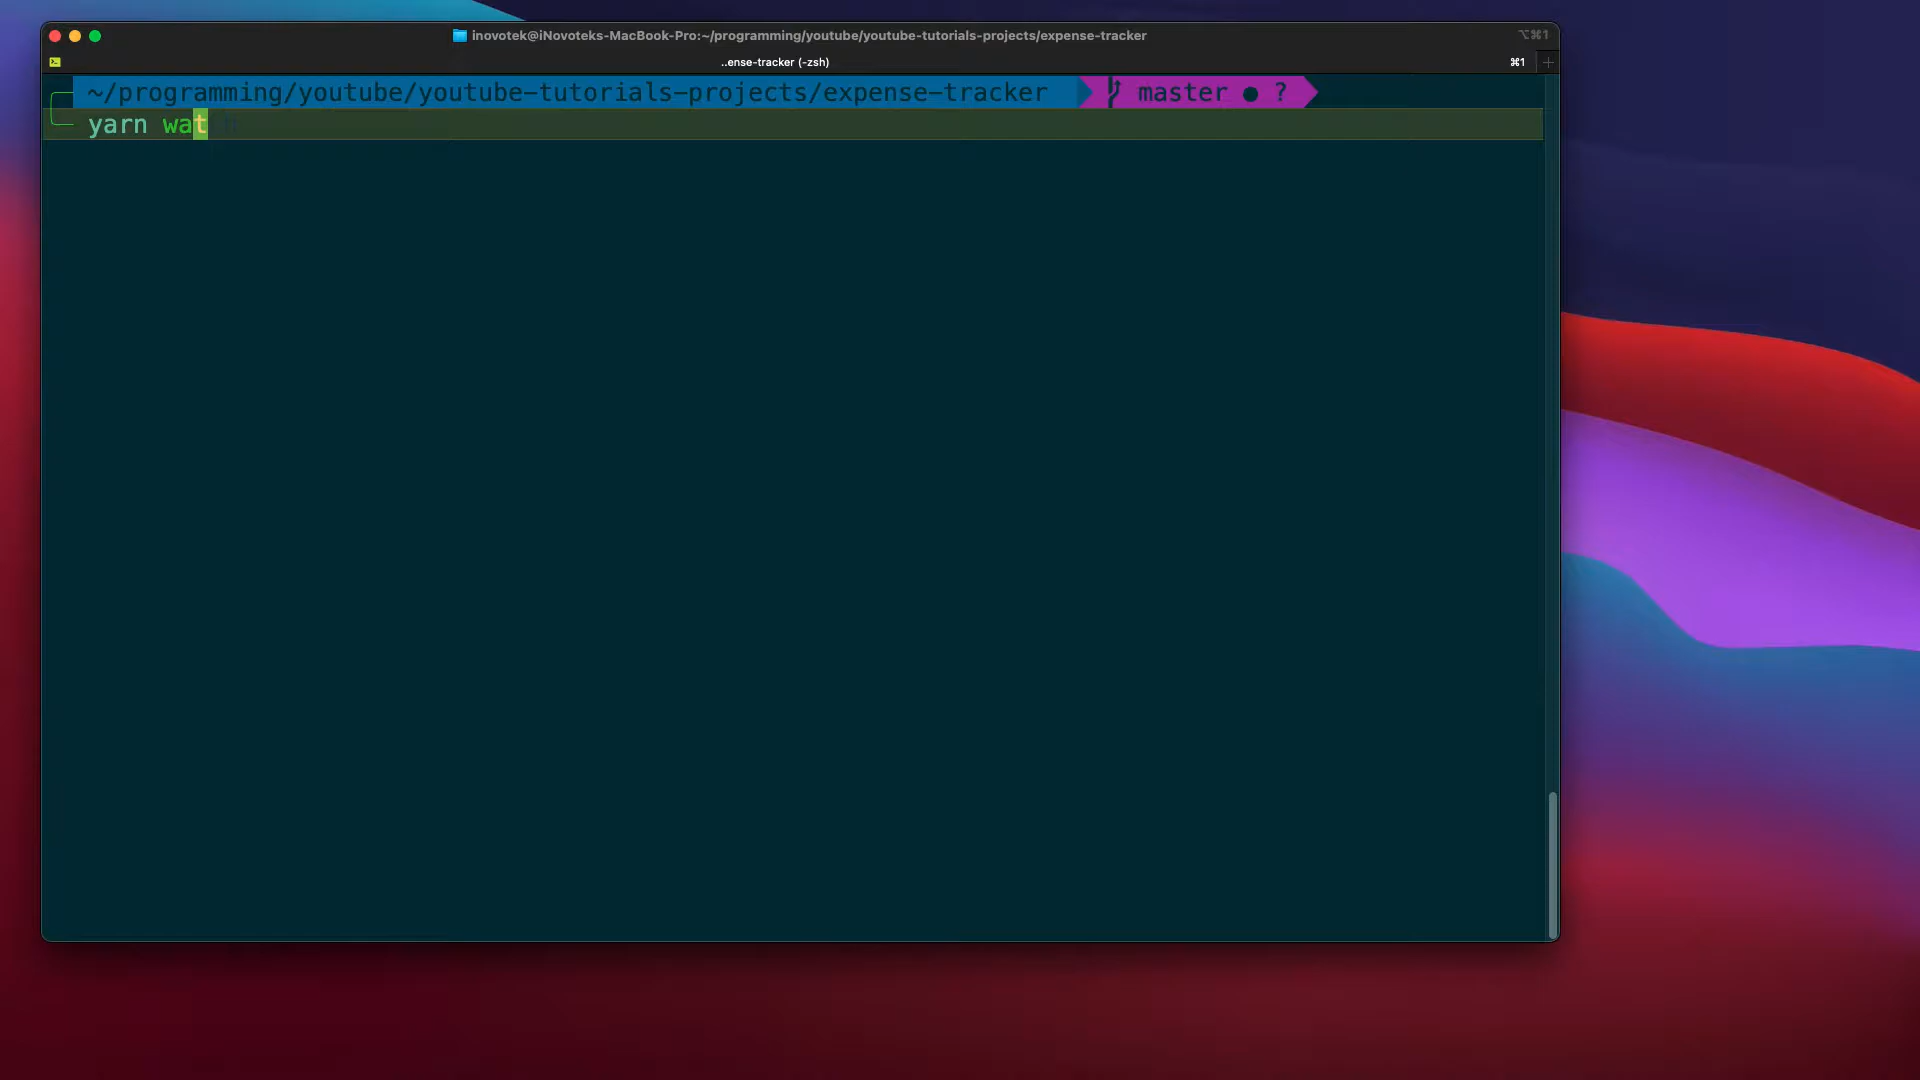 inovotek@iNovoteks-MacBook-Pro:~/programming/youtube/youtube-tutorials-projects/expense-tracker
⌥⌘1
..ense-tracker (-zsh)
⌘1
~/programming/youtube/youtube-tutorials-projects/expense-tracker master ● ?
yarn wat